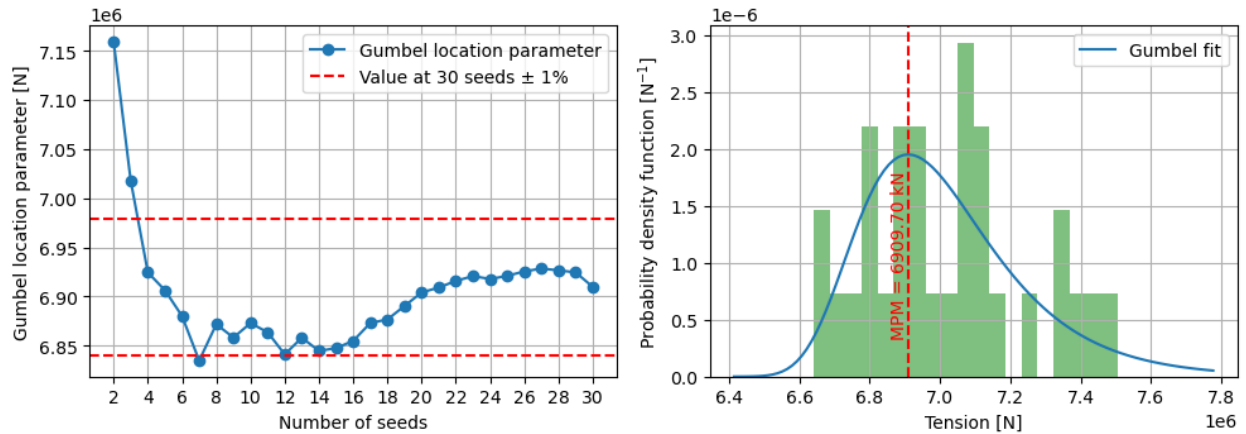 1e6
7.15
7.10
7.05
7.00
6.95
6.90
6.85
Gumbel location parameter [N]
Gumbel location parameter
Value at 30 seeds ± 1%
2 4 6 8 10 12 14 16 18 20 22 24 26 28 30
Number of seeds
1e−6
3.0
2.5
2.0
1.5
1.0
0.5
0.0
Probability density function [N⁻¹]
Gumbel fit
MPM = 6909.70 kN
6.4 6.6 6.8 7.0 7.2 7.4 7.6 7.8
Tension [N]
1e6